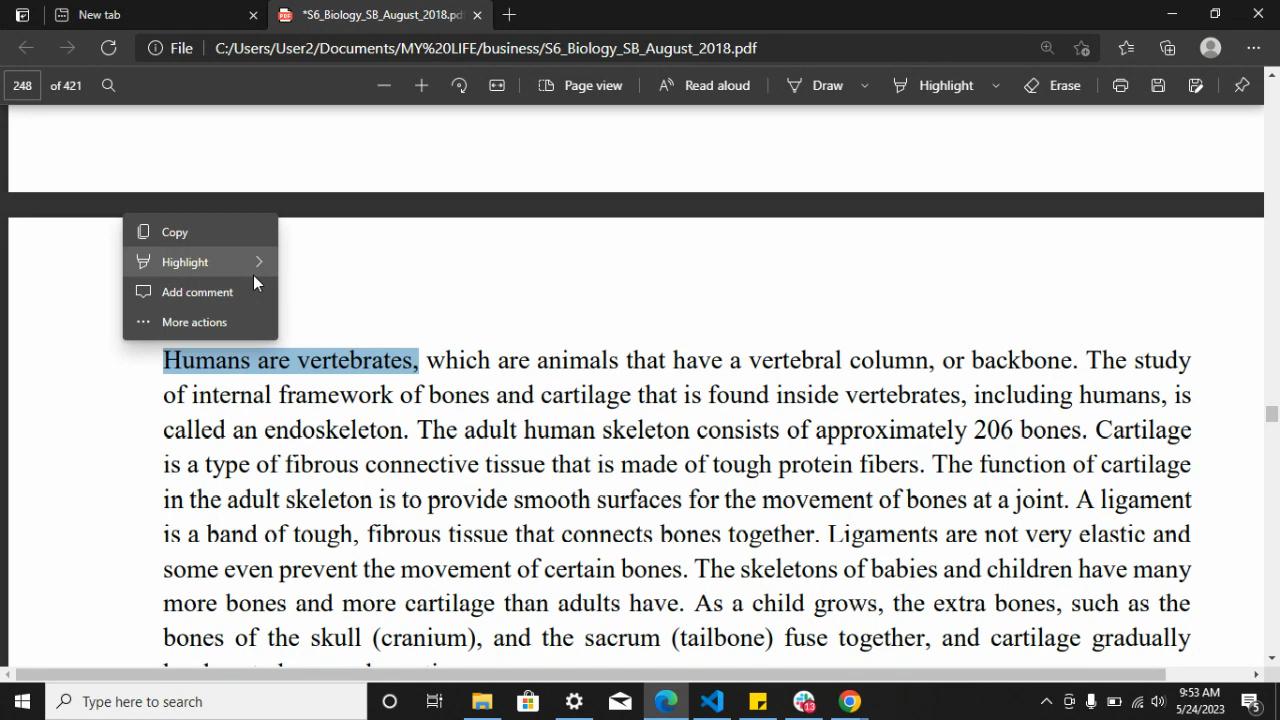 New tab
*S6_Biology_SB_August_2018.pd
File C:/Users/User2/Documents/MY%20LIFE/business/S6_Biology_SB_August_2018.pdf
248 of 421 Page view Read aloud Draw Highlight Erase
Copy
Highlight
Add comment
More actions
Humans are vertebrates, which are animals that have a vertebral column, or backbone. The study
of internal framework of bones and cartilage that is found inside vertebrates, including humans, is
called an endoskeleton. The adult human skeleton consists of approximately 206 bones. Cartilage
is a type of fibrous connective tissue that is made of tough protein fibers. The function of cartilage
in the adult skeleton is to provide smooth surfaces for the movement of bones at a joint. A ligament
is a band of tough, fibrous tissue that connects bones together. Ligaments are not very elastic and
some even prevent the movement of certain bones. The skeletons of babies and children have many
more bones and more cartilage than adults have. As a child grows, the extra bones, such as the
bones of the skull (cranium), and the sacrum (tailbone) fuse together, and cartilage gradually
Type here to search
13
9:53 AM
5/24/2023
5